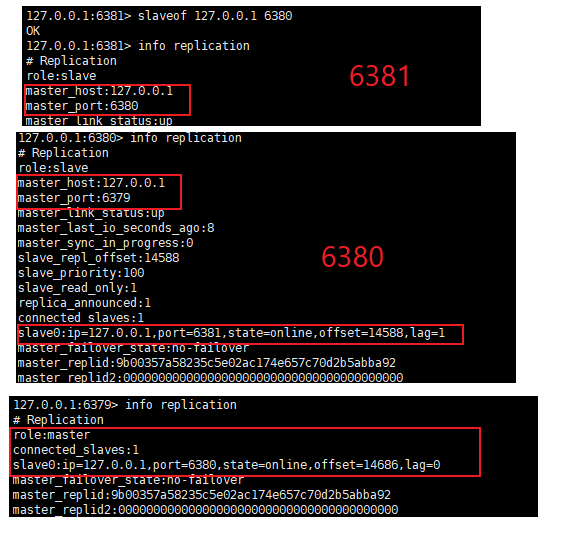 127.0.0.1:6381> slaveof 127.0.0.1 6380
OK
127.0.0.1:6381> info replication
# Replication
role:slave
6381
master_host:127.0.0.1
master_port:6380
master_link_status:up
127.0.0.1:6380> info replication
# Replication
role:slave
master_host:127.0.0.1
master_port:6379
master_link_status:up
master_last_io_seconds_ago:8
master_sync_in_progress:0
6380
slave_repl_offset:14588
slave_priority:100
slave_read_only:1
replica_announced:1
connected_slaves:1
slave0:ip=127.0.0.1,port=6381,state=online,offset=14588,lag=1
master_failover_state:no-failover
master_replid:9b00357a58235c5e02ac174e657c70d2b5abba92
master_replid2:0000000000000000000000000000000000000000
127.0.0.1:6379> info replication
# Replication
role:master
connected_slaves:1
slave0:ip=127.0.0.1,port=6380,state=online,offset=14686,lag=0
master_failover_state:no-failover
master_replid:9b00357a58235c5e02ac174e657c70d2b5abba92
master_replid2:0000000000000000000000000000000000000000